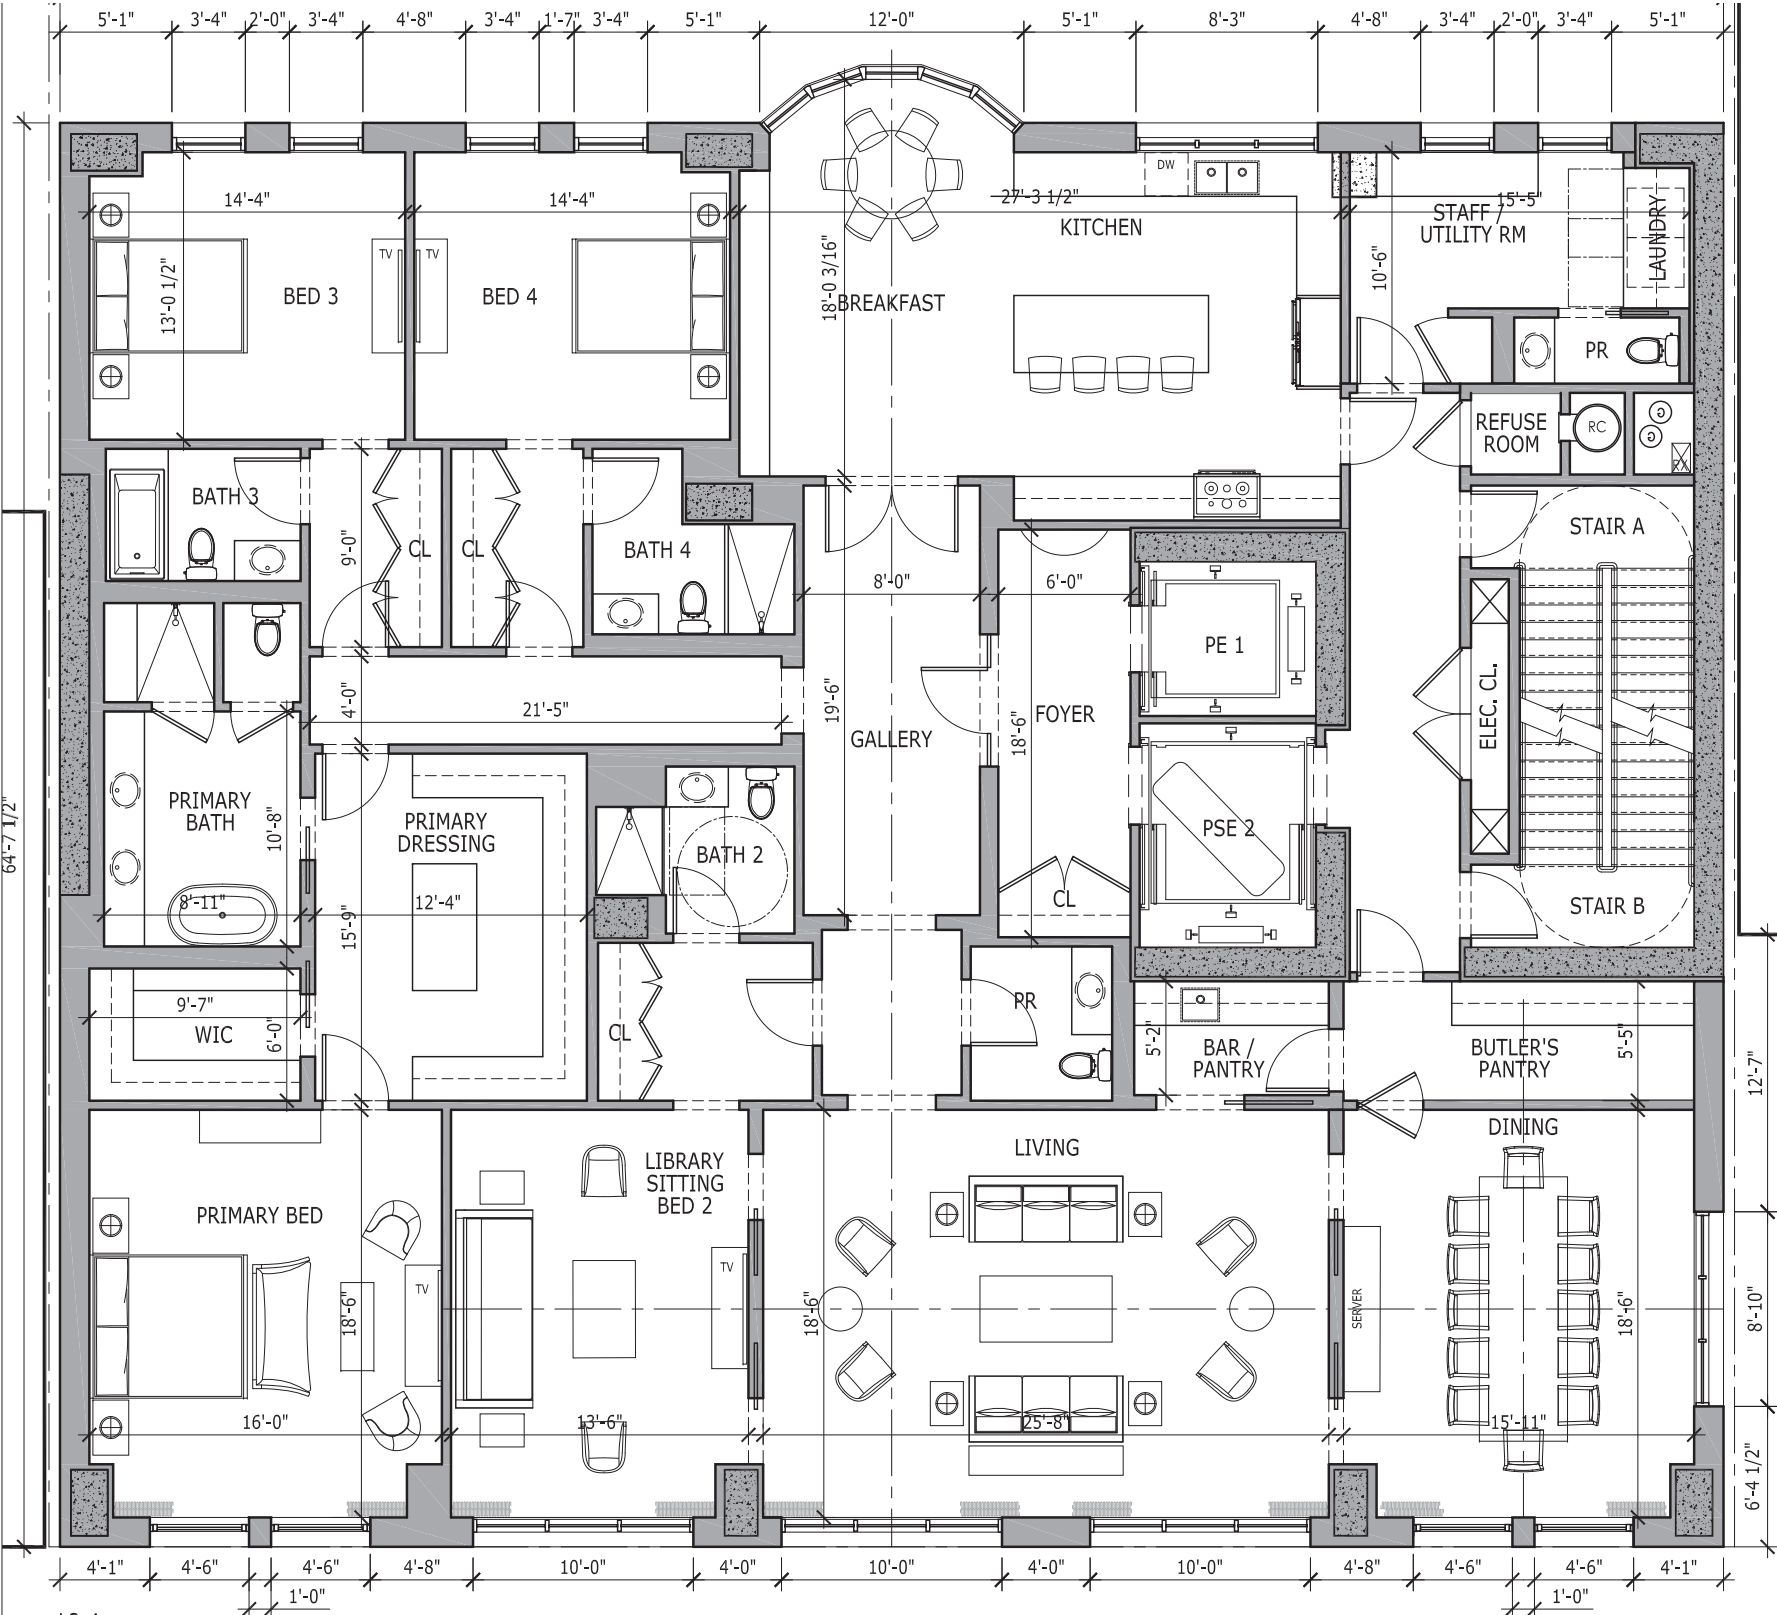 5'-1" 3'-4" 2'-0" 3'-4" 4'-8" 3'-4" 1'-7" 3'-4" 5'-1" 12'-0" 5'-1" 8'-3" 4'-8" 3'-4" 2'-0" 3'-4" 5'-1"
DW
14'-4"
14'-4"
27'-3 1/2"
15'-5"
KITCHEN
STAFF /
UTILITY RM
LAUNDRY
TV
TV
13'-0 1/2"
18'-0 3/16"
10'-6"
BED 3
BED 4
BREAKFAST
PR
REFUSE
ROOM
RC
RX
BATH 3
CL
CL
BATH 4
9'-0"
STAIR A
8'-0"
6'-0"
PE 1
4'-0"
21'-5"
19'-6"
18'-6"
FOYER
GALLERY
ELEC. CL.
64'-7 1/2"
PRIMARY
BATH
10'-8"
PRIMARY
DRESSING
BATH 2
PSE 2
8'-11"
15'-9"
12'-4"
CL
STAIR B
9'-7"
WIC
6'-0"
CL
PR
5'-2"
BAR /
PANTRY
BUTLER'S
PANTRY
5'-5"
12'-7"
DINING
LIVING
LIBRARY
SITTING
BED 2
PRIMARY BED
TV
TV
18'-6"
18'-6"
SERVER
18'-6"
8'-10"
16'-0"
13'-6"
25'-8"
15'-11"
6'-4 1/2"
4'-1" 4'-6" 4'-6" 4'-8" 10'-0" 4'-0" 10'-0" 4'-0" 10'-0" 4'-8" 4'-6" 4'-6" 4'-1"
1'-0"
1'-0"